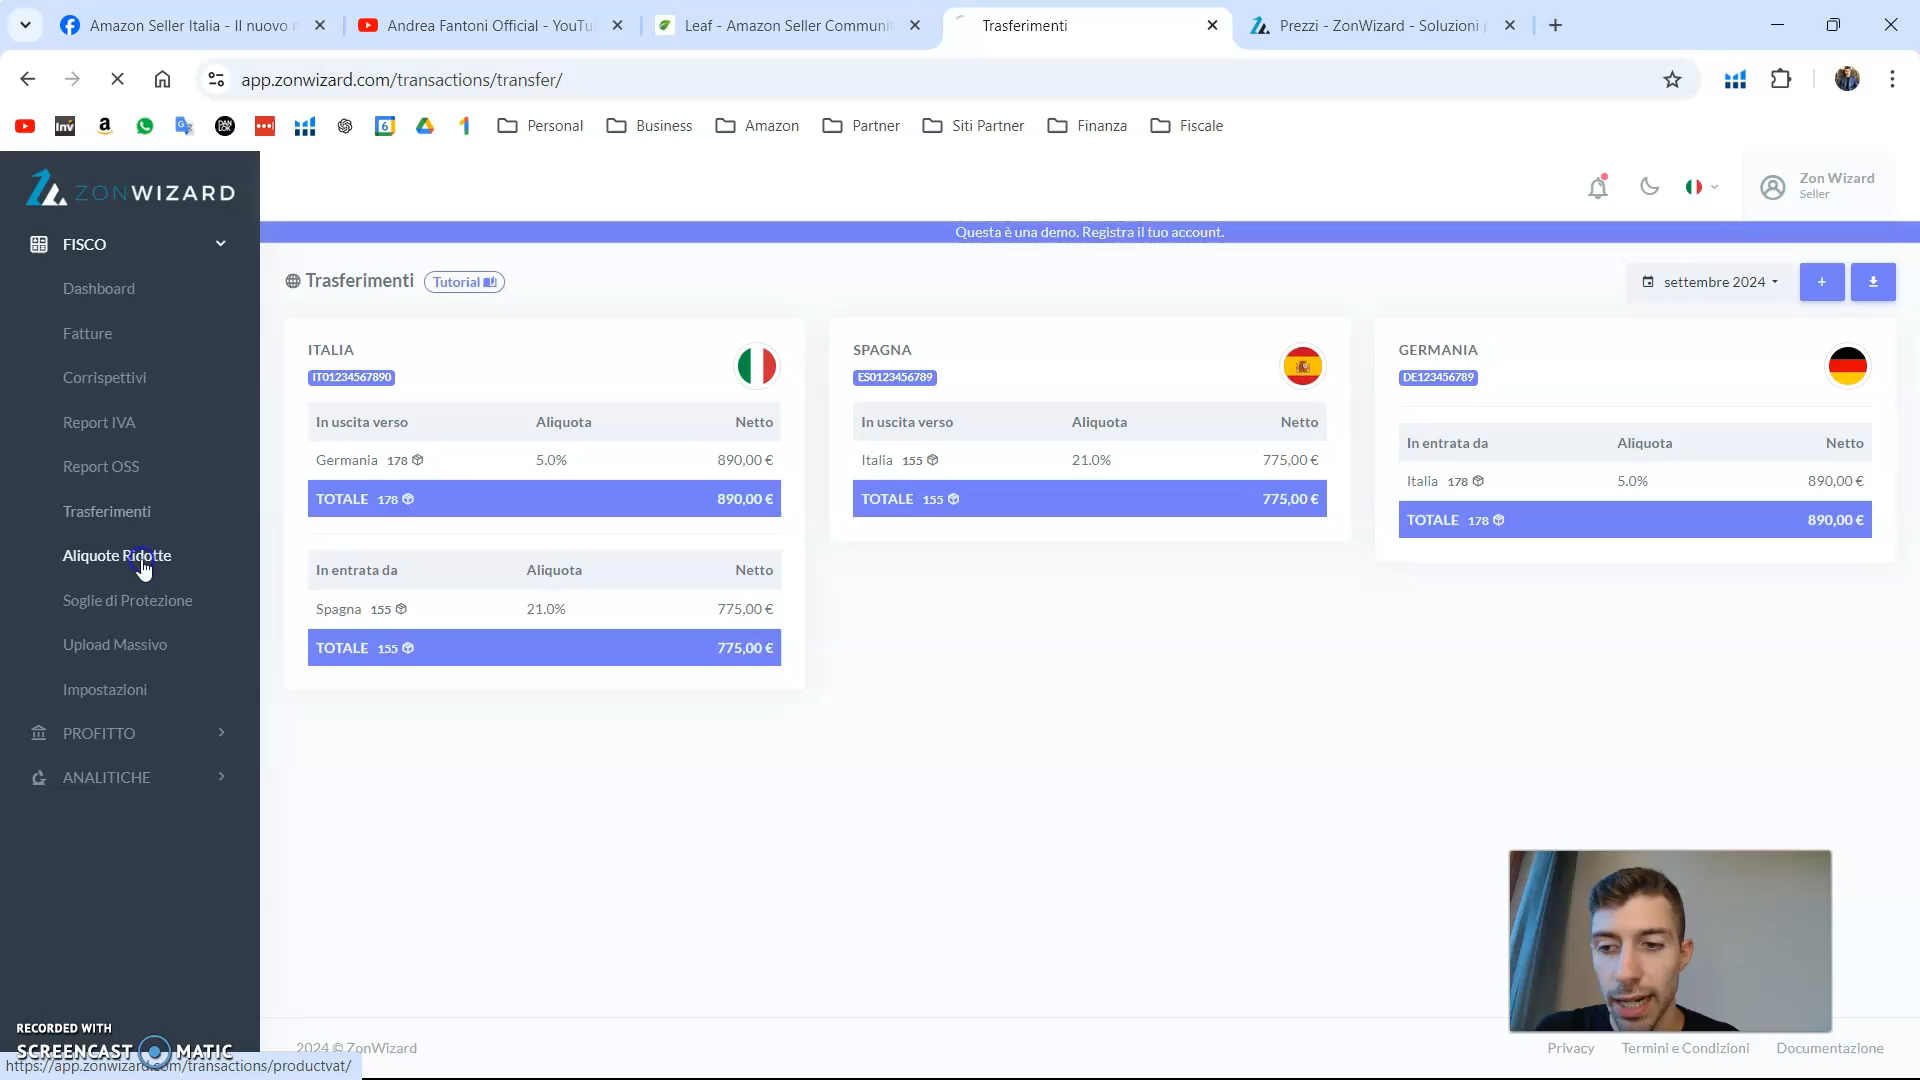 Amazon Seller Italia - Il nuovo
Andrea Fantoni Official - YouTu
Leaf - Amazon Seller Communi
Trasferimenti
Prezzi - ZonWizard - Soluzioni
app.zonwizard.com/transactions/transfer/
Personal
Business
Amazon
Partner
Siti Partner
Finanza
Fiscale
ZONWIZARD
Zon Wizard
Seller
Questa è una demo. Registra il tuo account.
FISCO
Dashboard
Fatture
Corrispettivi
Report IVA
Report OSS
Trasferimenti
Aliquote Ridotte
Soglie di Protezione
Upload Massivo
Impostazioni
PROFITTO
ANALITICHE
Trasferimenti Tutorial
settembre 2024
+
ITALIA
IT01234567890
In uscita verso Aliquota Netto
Germania 178 5.0% 890,00 €
TOTALE 178 890,00 €
In entrata da Aliquota Netto
Spagna 155 21.0% 775,00 €
TOTALE 155 775,00 €
SPAGNA
ES0123456789
In uscita verso Aliquota Netto
Italia 155 21.0% 775,00 €
TOTALE 155 775,00 €
GERMANIA
DE123456789
In entrata da Aliquota Netto
Italia 178 5.0% 890,00 €
TOTALE 178 890,00 €
RECORDED WITH
SCREENCAST MATIC
https://app.zonwizard.com/transactions/productvat/
2024 © ZonWizard
Privacy
Termini e Condizioni
Documentazione